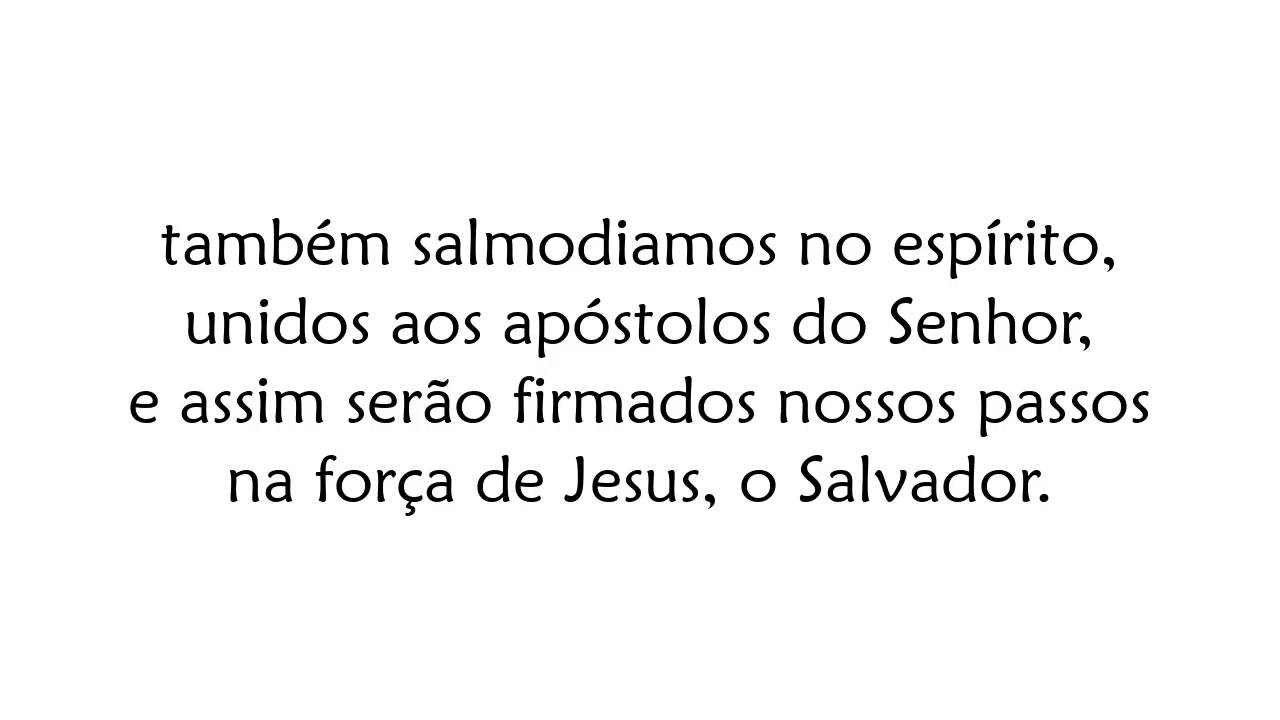 também salmodiamos no espírito,
unidos aos apóstolos do Senhor,
e assim serão firmados nossos passos
na força de Jesus, o Salvador.